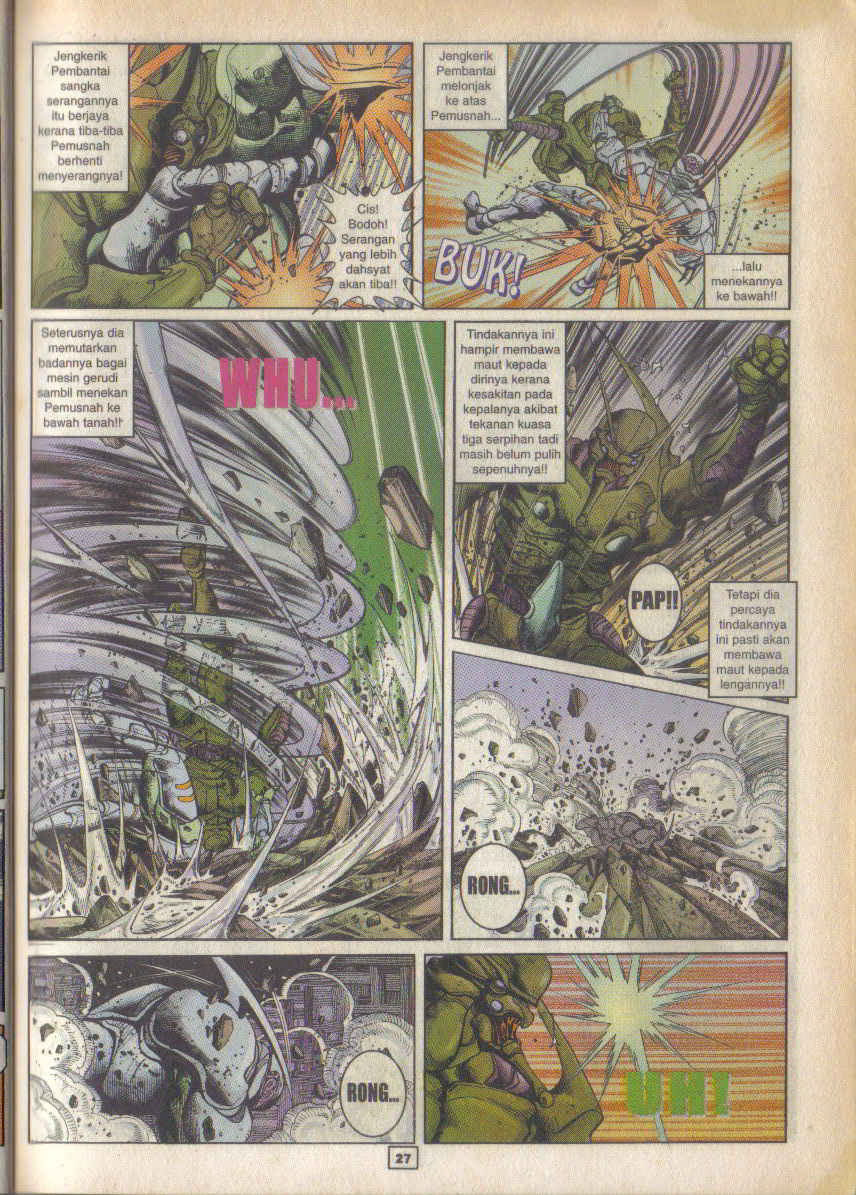 Jengkerik
Pembantai
sangka
serangannya
itu berjaya
kerana tiba-tiba
Pemusnah
berhenti
menyerangnya!
Cis!
Bodoh!
Serangan
yang lebih
dahsyat
akan tiba!!
Jengkerik
Pembantai
melonjak
ke atas
Pemusnah...
BUK!
...lalu
menekannya
ke bawah!!
Seterusnya dia
memutarkan
badannya bagai
mesin gerudi
sambil menekan
Pemusnah ke
bawah tanah!!
WHU...
Tindakannya ini
hampir membawa
maut kepada
dirinya kerana
kesakitan pada
kepalanya akibat
tekanan kuasa
tiga serpihan tadi
masih belum pulih
sepenuhnya!!
PAP!!
Tetapi dia
percaya
tindakannya
ini pasti akan
membawa
maut kepada
lengannya!!
RONG...
RONG...
UH!
27